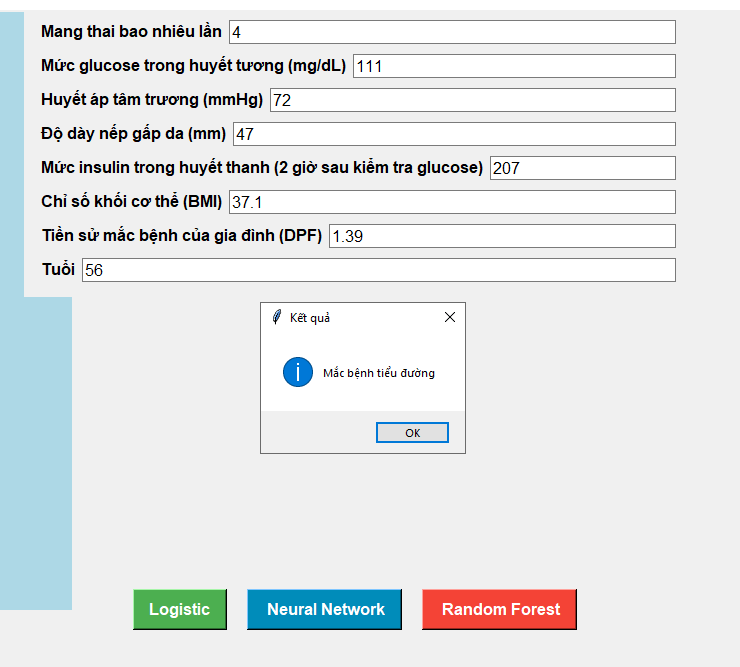 Mang thai bao nhiêu lần 4
Mức glucose trong huyết tương (mg/dL) 111
Huyết áp tâm trương (mmHg) 72
Độ dày nếp gấp da (mm) 47
Mức insulin trong huyết thanh (2 giờ sau kiểm tra glucose) 207
Chỉ số khối cơ thể (BMI) 37.1
Tiền sử mắc bệnh của gia đình (DPF) 1.39
Tuổi 56
Kết quả
Mắc bệnh tiểu đường
OK
Logistic Neural Network Random Forest